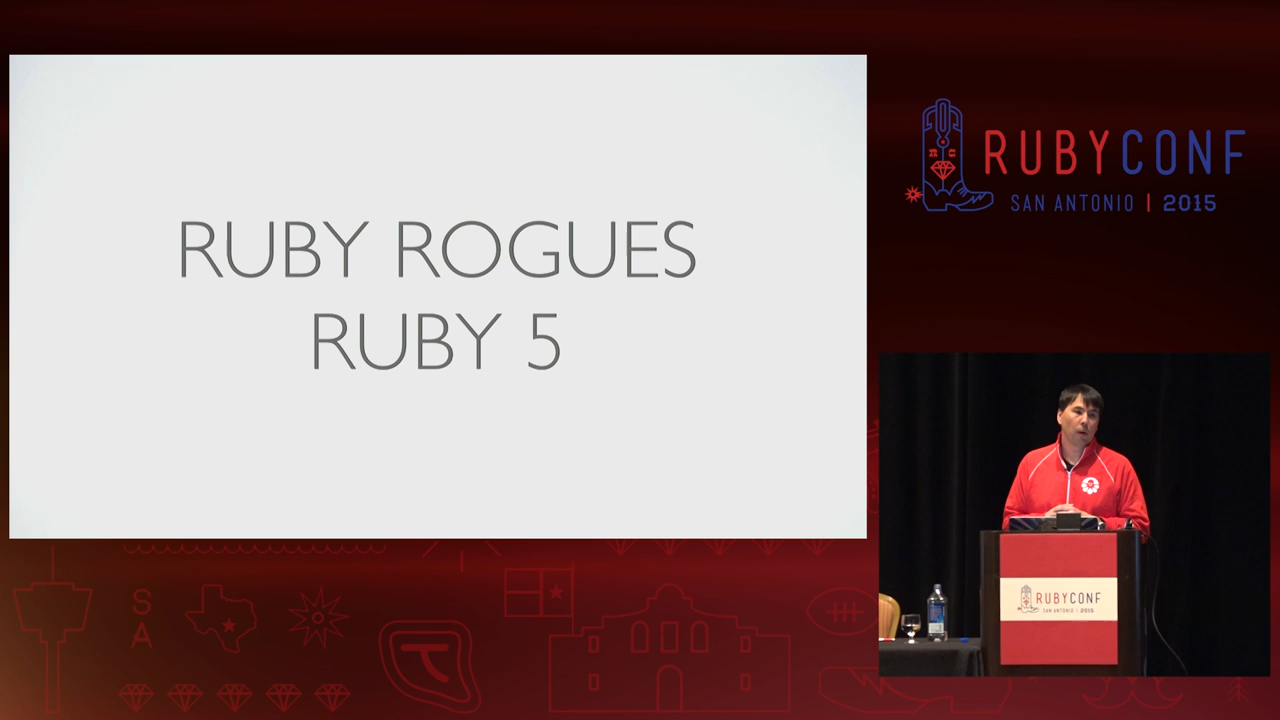 RUBY ROGUES
RUBY 5
RUBYCONF
SAN ANTONIO | 2015
S
A
RUBYCONF
SAN ANTONIO | 2015